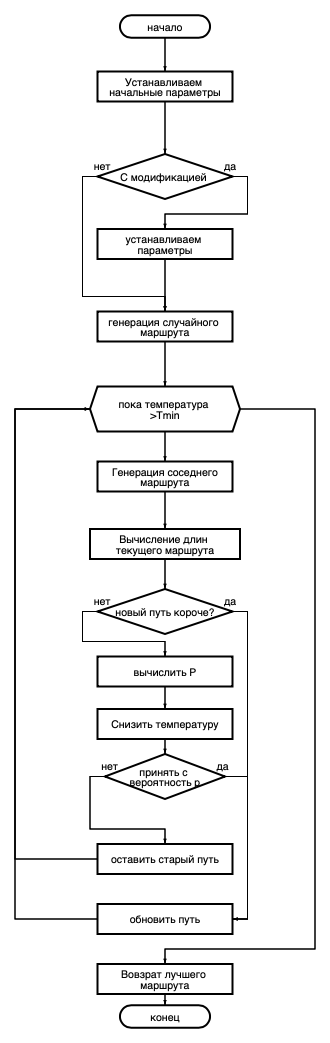 начало
Устанавливаем
начальные параметры
нет
да
С модификацией
устанавливаем
параметры
генерация случайного
маршрута
пока температура
>Tmin
Генерация соседнего
маршрута
Вычисление длин
текущего маршрута
нет
да
новый путь короче?
вычислить P
Снизить температуру
нет
да
принять с
вероятность p
оставить старый путь
обновить путь
Вовзрат лучшего
маршрута
конец